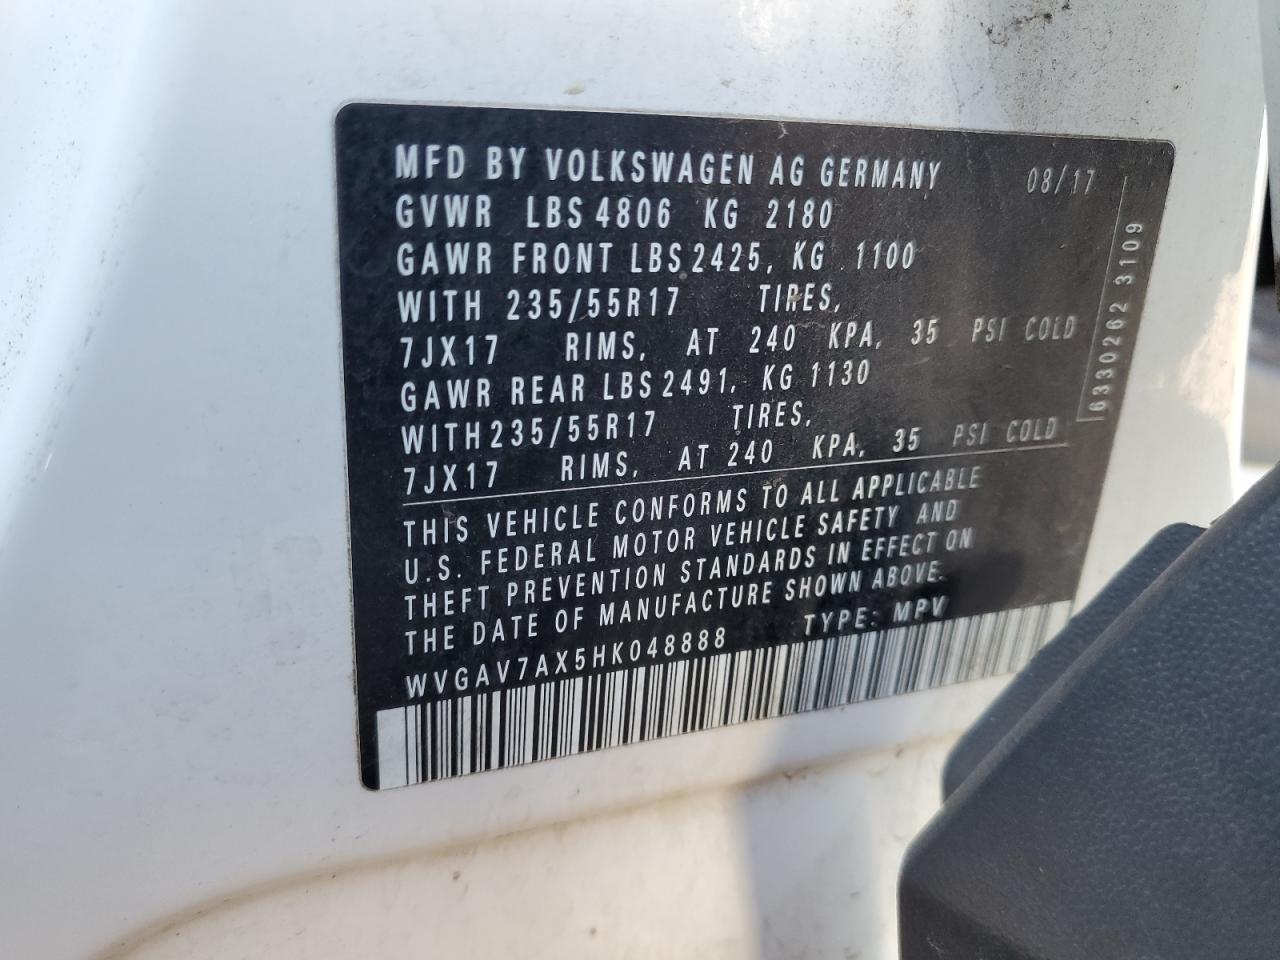 MFD BY VOLKSWAGEN AG GERMANY 08/17
GVWR LBS 4806 KG 2180
GAWR FRONT LBS 2425, KG 1100
WITH 235/55R17 TIRES,
7JX17 RIMS, AT 240 KPA, 35 PSI COLD
GAWR REAR LBS 2491, KG 1130
WITH 235/55R17 TIRES,
7JX17 RIMS, AT 240 KPA, 35 PSI COLD
THIS VEHICLE CONFORMS TO ALL APPLICABLE
U.S. FEDERAL MOTOR VEHICLE SAFETY AND
THEFT PREVENTION STANDARDS IN EFFECT ON
THE DATE OF MANUFACTURE SHOWN ABOVE.
WVGAV7AX5HK048888 TYPE: MPV
6330262 3109